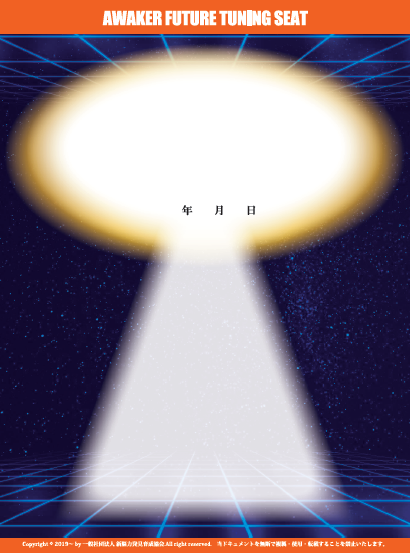 AWAKER FUTURE TUNING SEAT
年 月 日
Copyright © 2019～ by 一般社団法人 新脳力発見育成協会 All right reserved. 当ドキュメントを無断で複製・使用・転載することを禁止いたします。